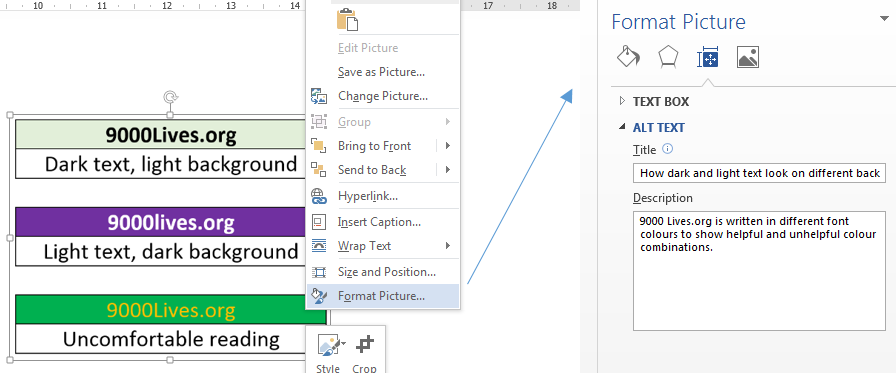 10 11 12 13 14 17 18
9000Lives.org
Dark text, light background
9000lives.org
Light text, dark background
9000Lives.org
Uncomfortable reading
Edit Picture
Save as Picture...
Change Picture...
Group
Bring to Front
Send to Back
Hyperlink...
Insert Caption...
Wrap Text
Size and Position...
Format Picture...
Style Crop
Format Picture
TEXT BOX
ALT TEXT
Title
How dark and light text look on different back
Description
9000 Lives.org is written in different font
colours to show helpful and unhelpful colour
combinations.